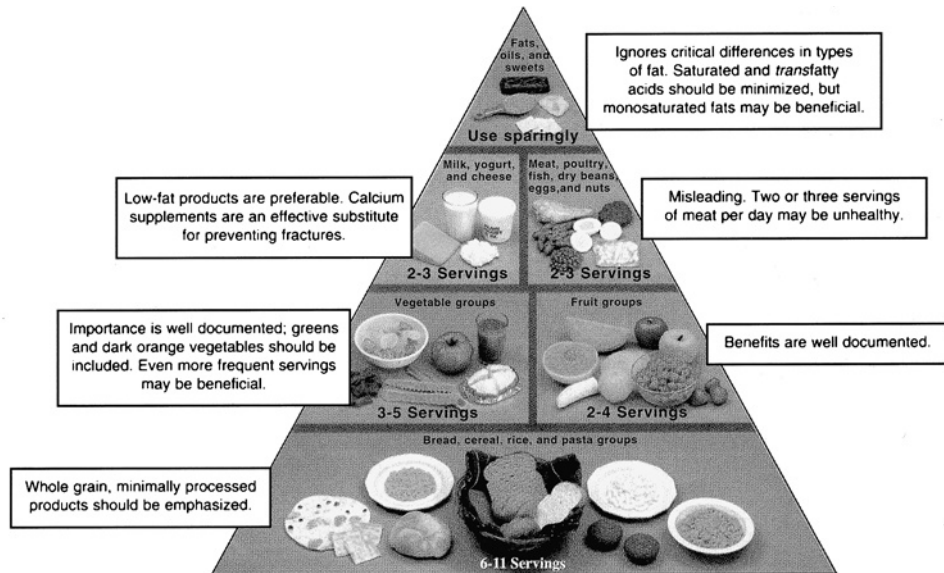 Fats,
oils, and
sweets
Use sparingly
Ignores critical differences in types
of fat. Saturated and transfatty
acids should be minimized, but
monosaturated fats may be beneficial.
Milk, yogurt,
and cheese
2-3 Servings
Meat, poultry,
fish, dry beans,
eggs, and nuts
2-3 Servings
Low-fat products are preferable. Calcium
supplements are an effective substitute
for preventing fractures.
Misleading. Two or three servings
of meat per day may be unhealthy.
Vegetable groups
3-5 Servings
Fruit groups
2-4 Servings
Importance is well documented; greens
and dark orange vegetables should be
included. Even more frequent servings
may be beneficial.
Benefits are well documented.
Bread, cereal, rice, and pasta groups
6-11 Servings
Whole grain, minimally processed
products should be emphasized.